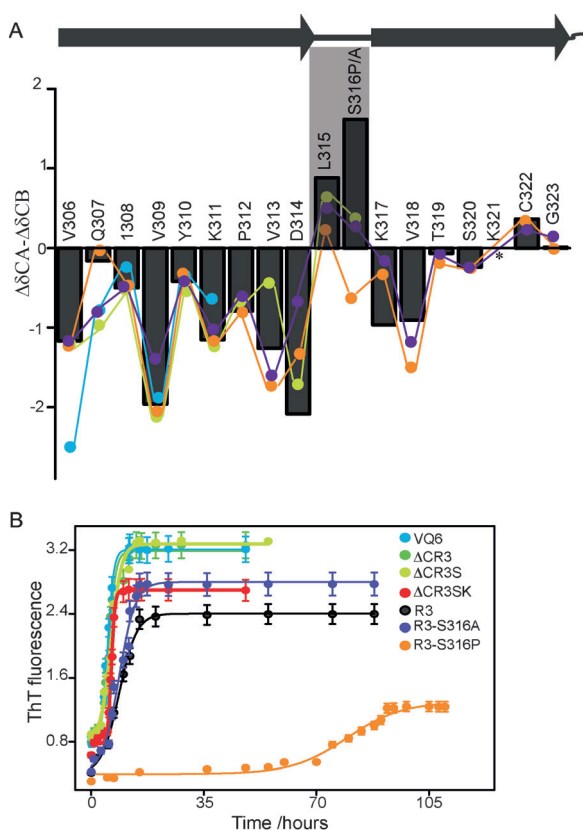 A
2
1
0
-1
-2
ΔδCA-ΔδCB
V306
Q307
I308
V309
Y310
K311
P312
V313
D314
L315
S316P/A
K317
V318
T319
S320
K321
*
C322
G323
B
3.2
2.4
1.6
0.8
ThT fluorescence
0
35
70
105
Time /hours
VQ6
ΔCR3
ΔCR3S
ΔCR3SK
R3
R3-S316A
R3-S316P